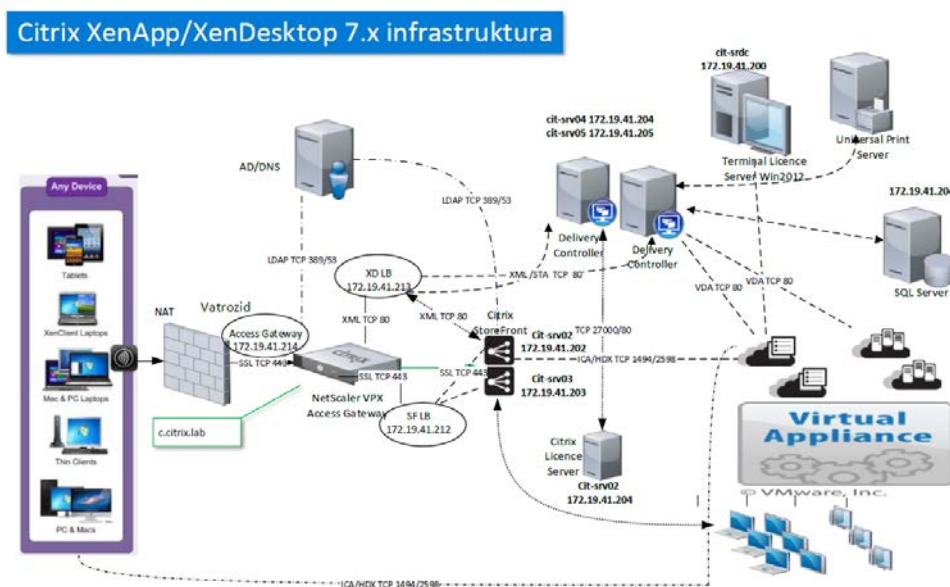 Citrix XenApp/XenDesktop 7.x infrastruktura
cit-srdc
172.19.41.200
cit-srv04 172.19.41.204
cit-srv05 172.19.41.205
Universal Print
Server
Terminal Licence
Server Win2012
AD/DNS
Any Device
172.19.41.204
LDAP TCP 389/53
Tablets
Delivery
Controller
Delivery
Controller
SQL Server
LDAP TCP 389/53
XD LB
172.19.41.213
XML/STA TCP 80
VDA TCP 80
VDA TCP 80
XenClient Laptops
NAT
Vatrozid
XML TCP 80
XML TCP 80
Citrix
StoreFront
TCP 27000/80
Access Gateway
172.19.41.214
SSL TCP 443
citrix
Cit-srv02
172.19.41.202
ICA/HDX TCP 1494/2598
Mac & PC Laptops
SSL TCP 443
SSL TCP 443
NetScaler VPX
Access Gateway
Cit-srv03
172.19.41.203
c.citrix.lab
SF LB
172.19.41.212
Virtual
Appliance
Thin Clients
Citrix
Licence
Server
Cit-srv02
172.19.41.204
© VMware, Inc.
PC & Macs
ICA/HDX TCP 1494/2598